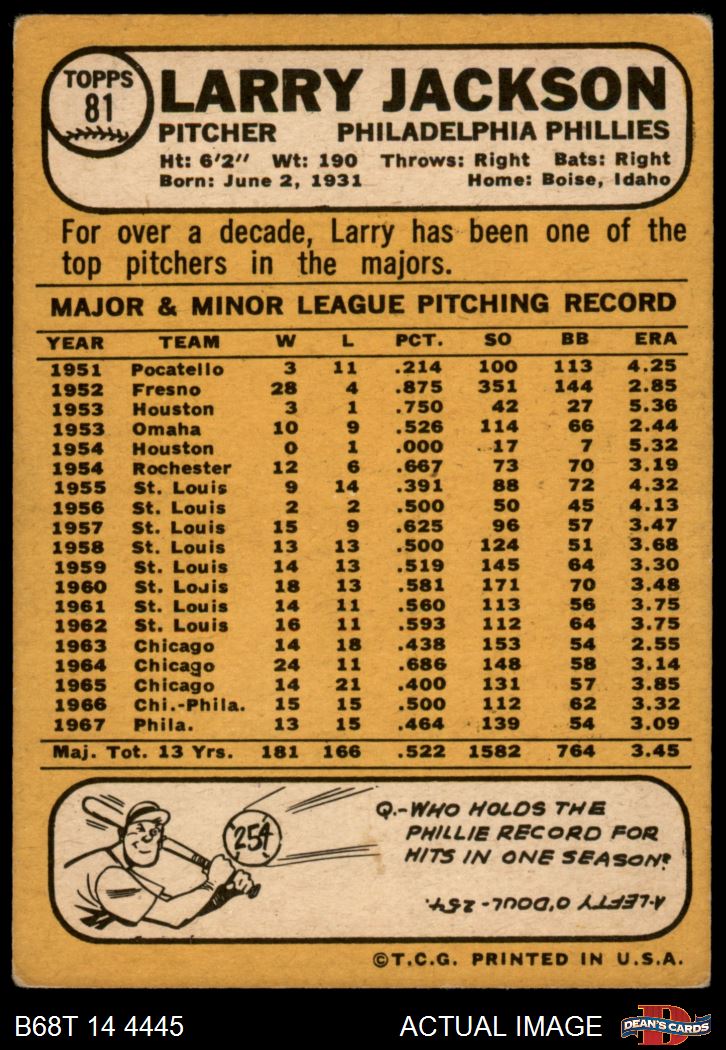 TOPPS
81
LARRY JACKSON
PITCHER PHILADELPHIA PHILLIES
Ht: 6'2" Wt: 190 Throws: Right Bats: Right
Born: June 2, 1931 Home: Boise, Idaho
For over a decade, Larry has been one of the
top pitchers in the majors.
MAJOR & MINOR LEAGUE PITCHING RECORD
YEAR TEAM W L PCT. SO BB ERA
1951 Pocatello 3 11 .214 100 113 4.25
1952 Fresno 28 4 .875 351 144 2.85
1953 Houston 3 1 .750 42 27 5.36
1953 Omaha 10 9 .526 114 66 2.44
1954 Houston 0 1 .000 17 7 5.32
1954 Rochester 12 6 .667 73 70 3.19
1955 St. Louis 9 14 .391 88 72 4.32
1956 St. Louis 2 2 .500 50 45 4.13
1957 St. Louis 15 9 .625 96 57 3.47
1958 St. Louis 13 13 .500 124 51 3.68
1959 St. Louis 14 13 .519 145 64 3.30
1960 St. Louis 18 13 .581 171 70 3.48
1961 St. Louis 14 11 .560 113 56 3.75
1962 St. Louis 16 11 .593 112 64 3.75
1963 Chicago 14 18 .438 153 54 2.55
1964 Chicago 24 11 .686 148 58 3.14
1965 Chicago 14 21 .400 131 57 3.85
1966 Chi.-Phila. 15 15 .500 112 62 3.32
1967 Phila. 13 15 .464 139 54 3.09
Maj. Tot. 13 Yrs. 181 166 .522 1582 764 3.45
254
Q.-WHO HOLDS THE
PHILLIE RECORD FOR
HITS IN ONE SEASON?
A-LEFTY O'DOUL-254.
©T.C.G. PRINTED IN U.S.A.
B68T 14 4445 ACTUAL IMAGE
D
DEAN'S CARDS